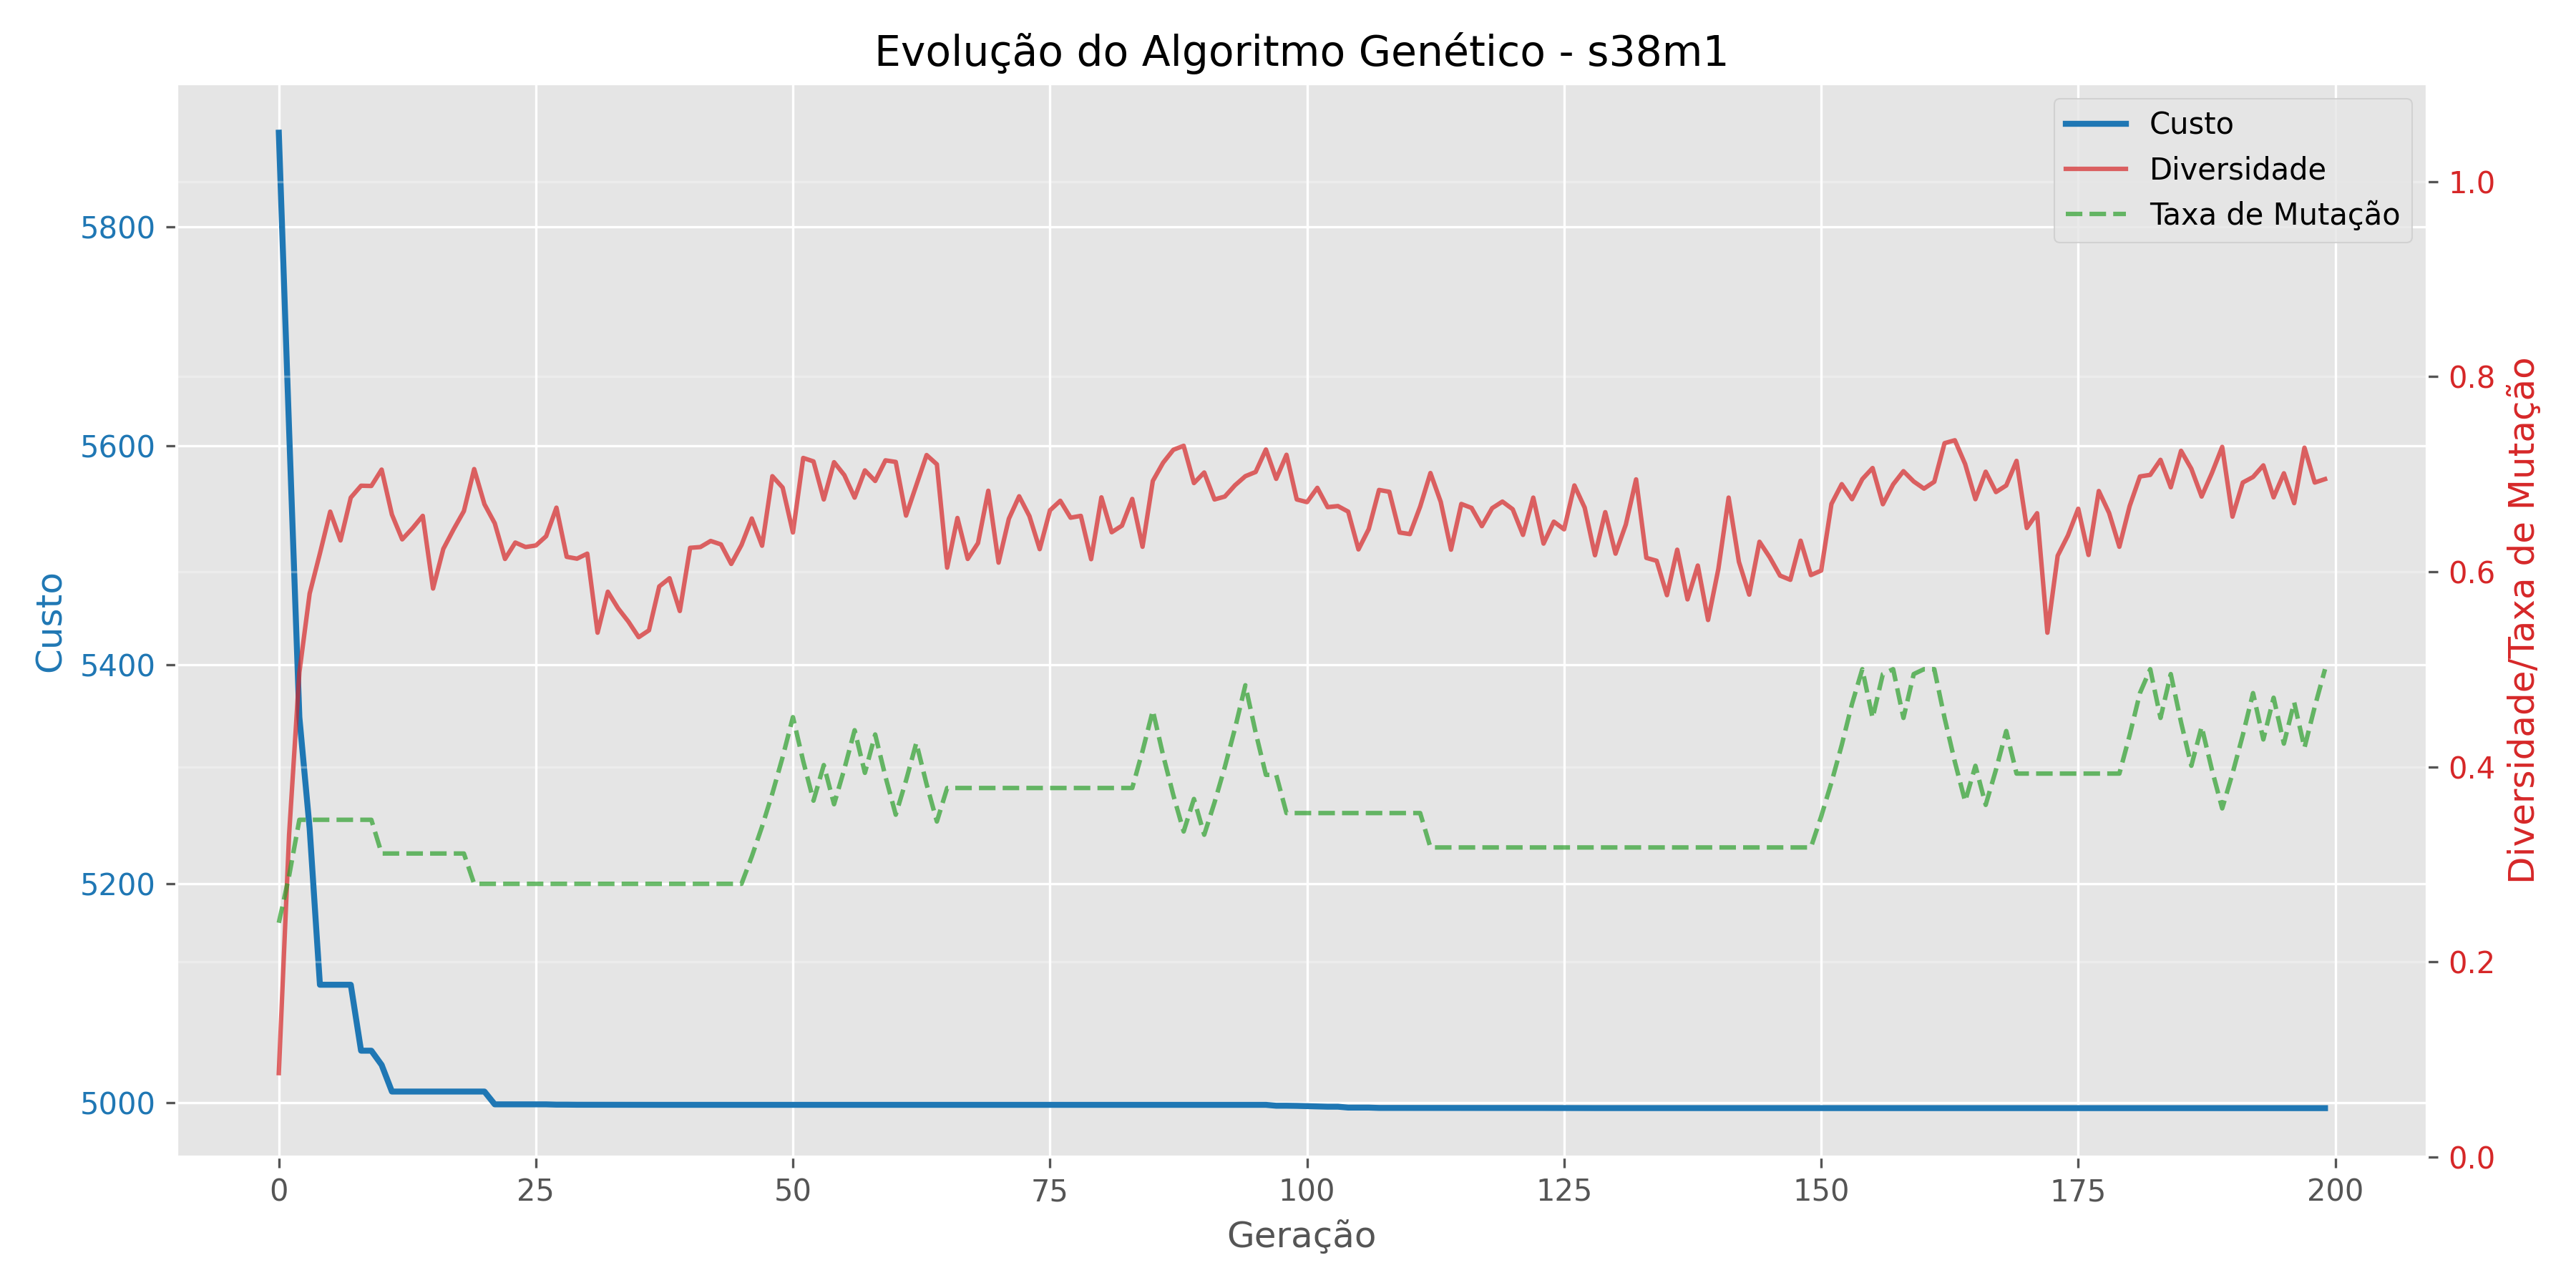 Evolução do Algoritmo Genético - s38m1
Custo
Diversidade
Taxa de Mutação
5800
5600
5400
5200
5000
Custo
1.0
0.8
0.6
0.4
0.2
0.0
Diversidade/Taxa de Mutação
0 25 50 75 100 125 150 175 200
Geração